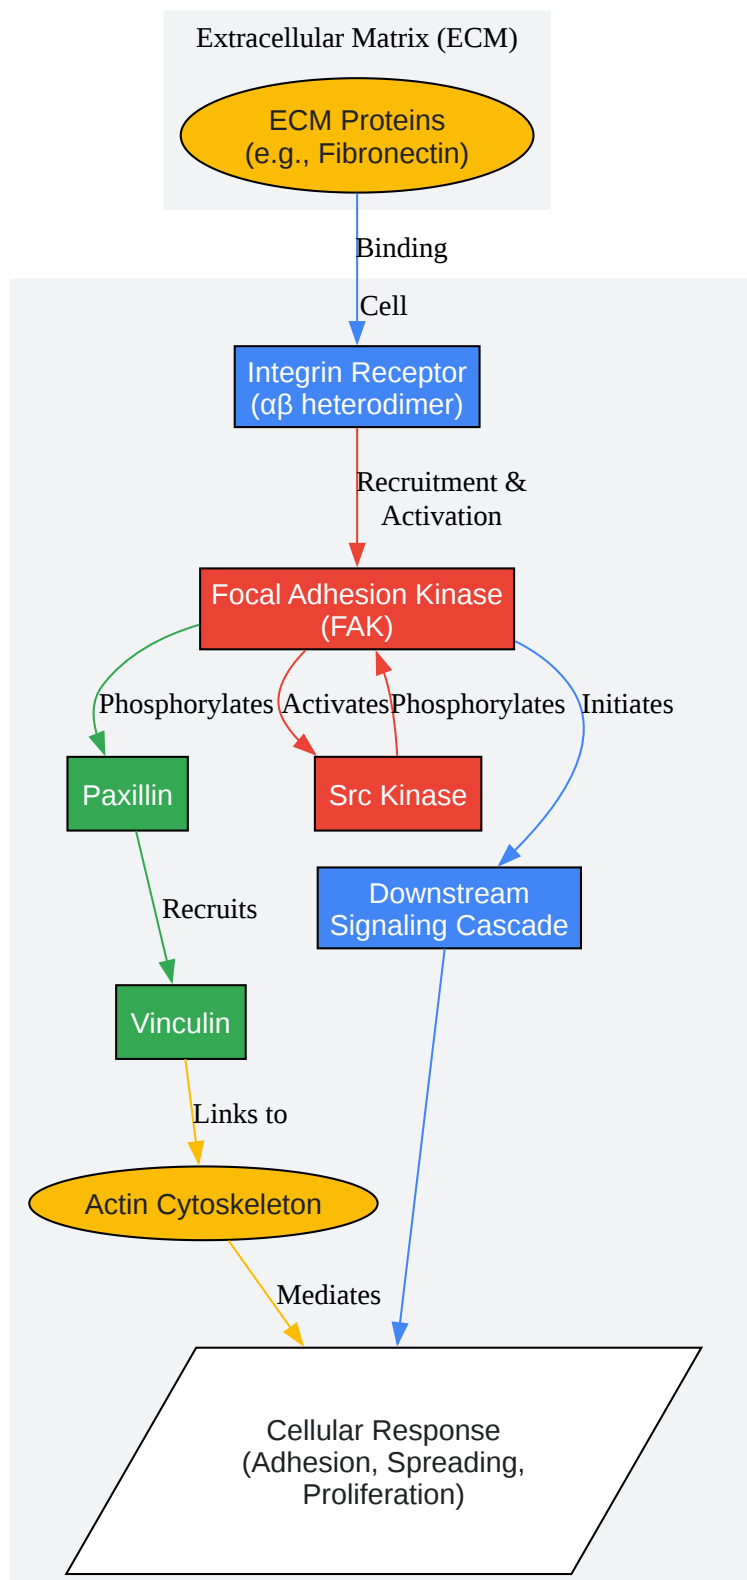 Extracellular Matrix (ECM)
ECM Proteins
(e.g., Fibronectin)
Binding
Cell
Integrin Receptor
(αβ heterodimer)
Recruitment &
Activation
Focal Adhesion Kinase
(FAK)
Phosphorylates
Activates
Phosphorylates
Initiates
Paxillin
Src Kinase
Downstream
Signaling Cascade
Recruits
Vinculin
Links to
Actin Cytoskeleton
Mediates
Cellular Response
(Adhesion, Spreading,
Proliferation)